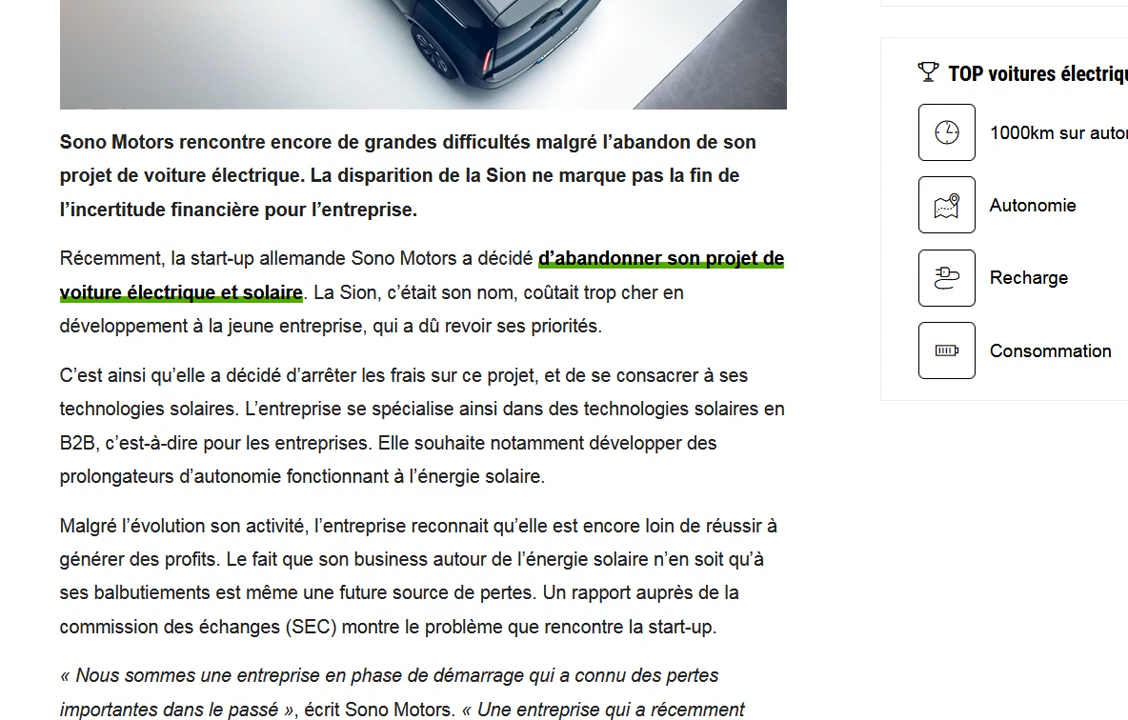 Sono Motors rencontre encore de grandes difficultés malgré l’abandon de son
projet de voiture électrique. La disparition de la Sion ne marque pas la fin de
l’incertitude financière pour l’entreprise.
Récemment, la start-up allemande Sono Motors a décidé d’abandonner son projet de
voiture électrique et solaire. La Sion, c’était son nom, coûtait trop cher en
développement à la jeune entreprise, qui a dû revoir ses priorités.
C’est ainsi qu’elle a décidé d’arrêter les frais sur ce projet, et de se consacrer à ses
technologies solaires. L’entreprise se spécialise ainsi dans des technologies solaires en
B2B, c’est-à-dire pour les entreprises. Elle souhaite notamment développer des
prolongateurs d’autonomie fonctionnant à l’énergie solaire.
Malgré l’évolution son activité, l’entreprise reconnait qu’elle est encore loin de réussir à
générer des profits. Le fait que son business autour de l’énergie solaire n’en soit qu’à
ses balbutiements est même une future source de pertes. Un rapport auprès de la
commission des échanges (SEC) montre le problème que rencontre la start-up.
« Nous sommes une entreprise en phase de démarrage qui a connu des pertes
importantes dans le passé », écrit Sono Motors. « Une entreprise qui a récemment
TOP voitures électriqu
1000km sur autor
Autonomie
Recharge
Consommation